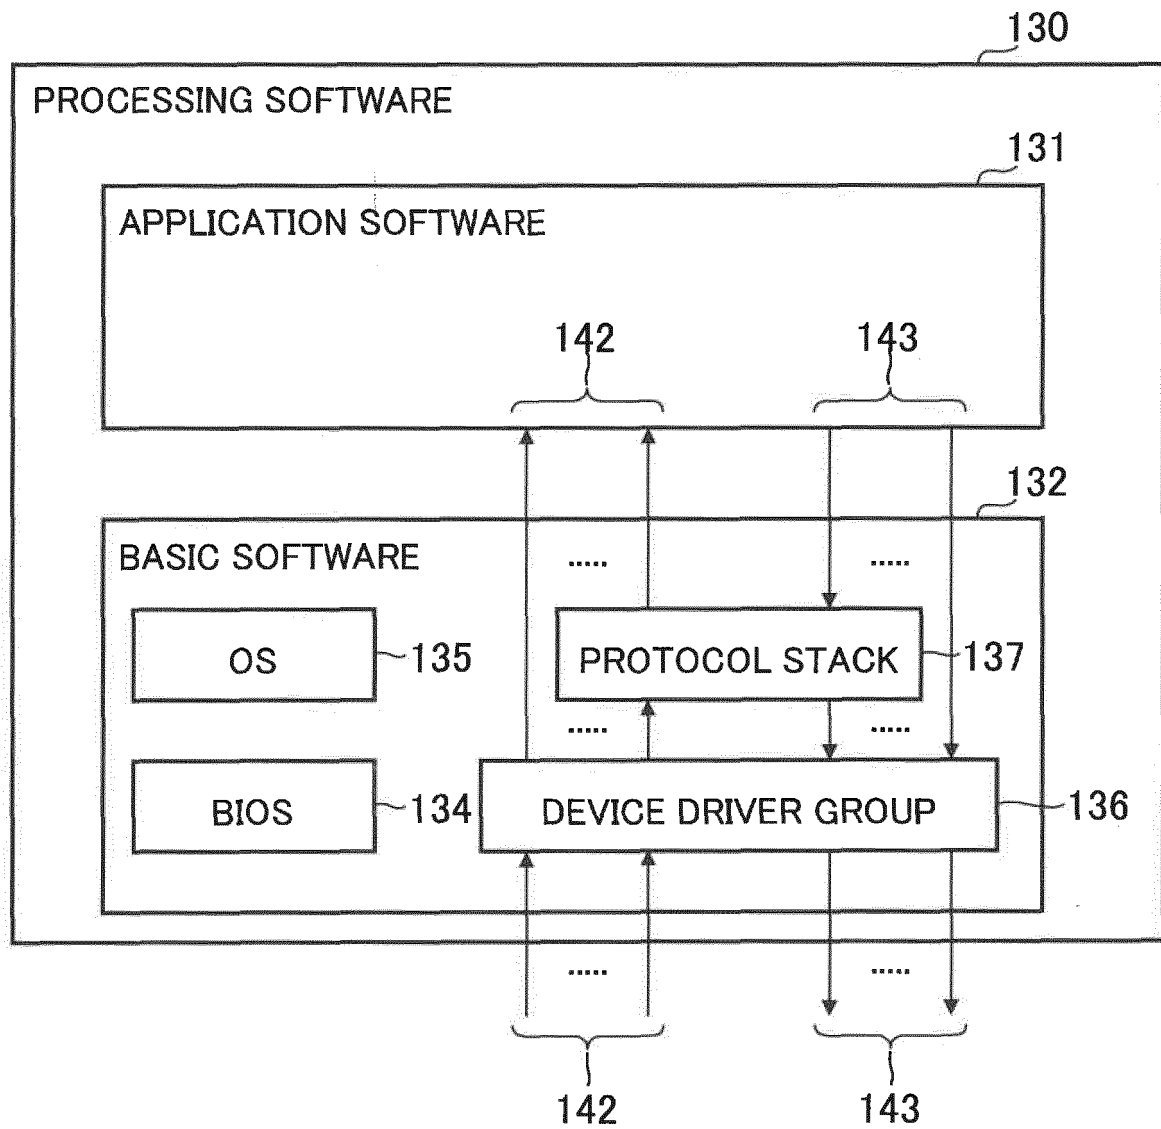 130
PROCESSING SOFTWARE
131
APPLICATION SOFTWARE
142
143
132
BASIC SOFTWARE
.....
.....
OS
135
PROTOCOL STACK
137
.....
.....
BIOS
134
DEVICE DRIVER GROUP
136
.....
.....
142
143